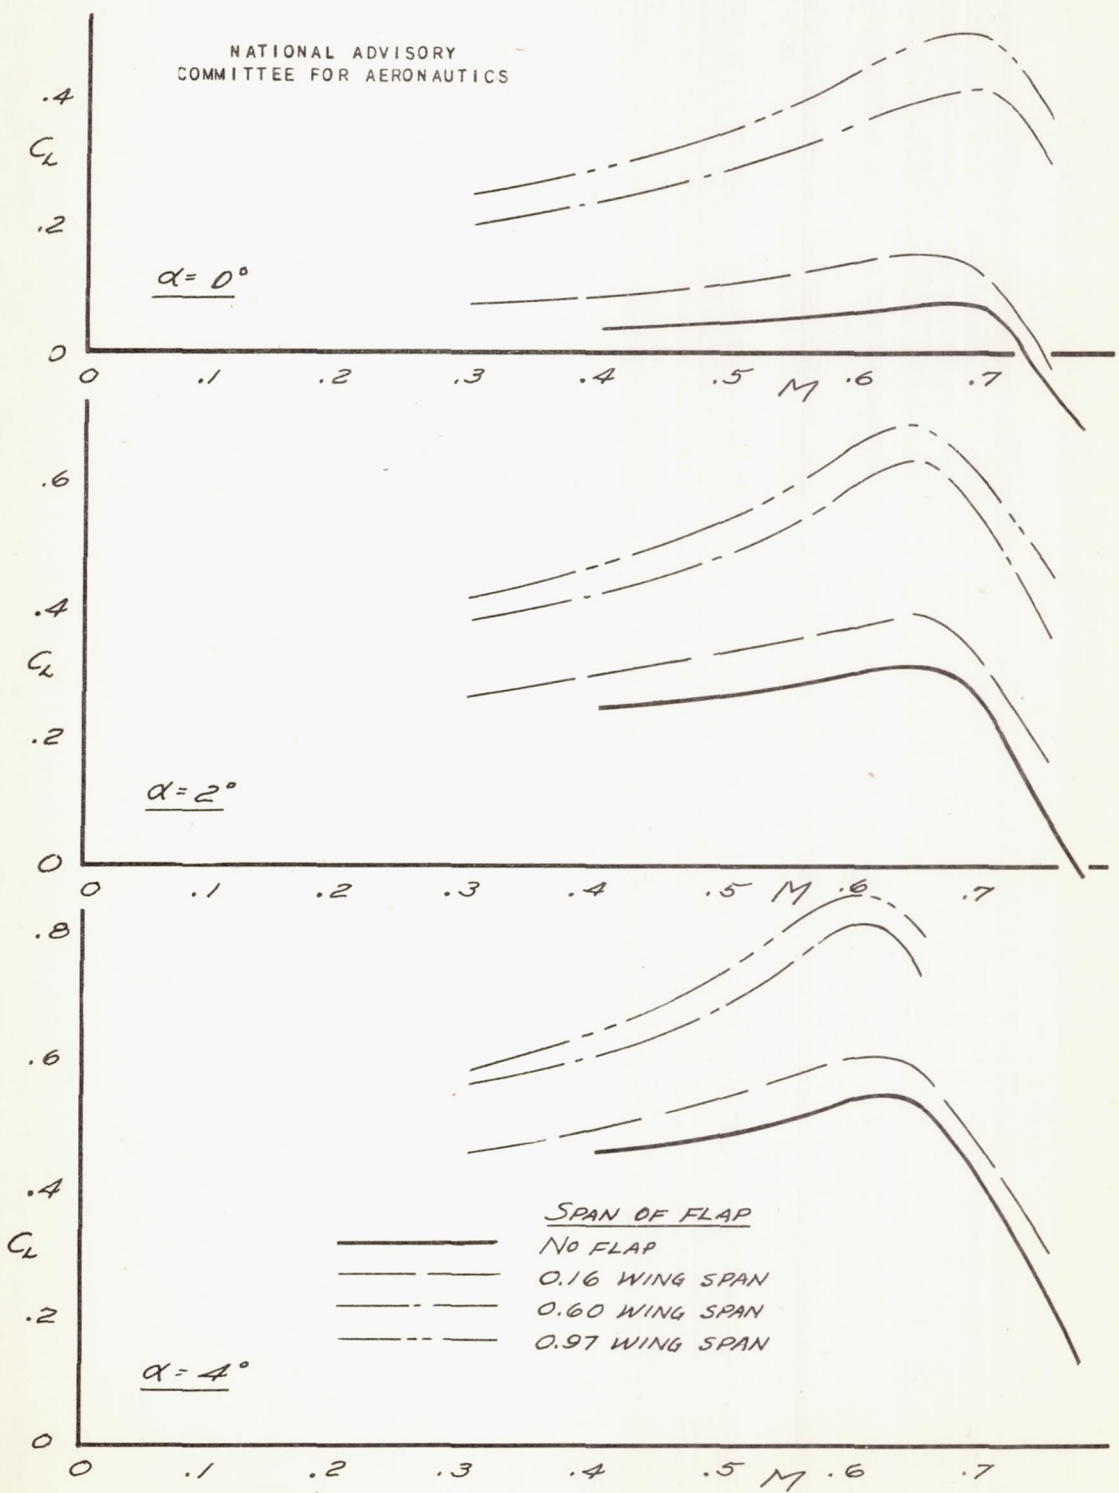 NATIONAL ADVISORY
COMMITTEE FOR AERONAUTICS
.4
C_L
.2
α = 0°
0
0 .1 .2 .3 .4 .5 M .6 .7
.6
.4
C_L
.2
α = 2°
0
0 .1 .2 .3 .4 .5 M .6 .7
.8
.6
.4
C_L
.2
SPAN OF FLAP
NO FLAP
0.16 WING SPAN
0.60 WING SPAN
0.97 WING SPAN
α = 4°
0
0 .1 .2 .3 .4 .5 M .6 .7